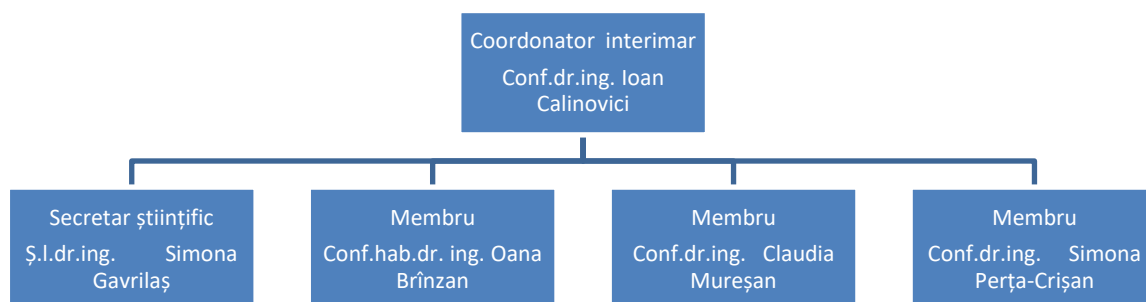 Coordonator interimar
Conf.dr.ing. Ioan
Calinovici
Secretar științific
Ș.l.dr.ing. Simona
Gavrilaș
Membru
Conf.hab.dr. ing. Oana
Brînzan
Membru
Conf.dr.ing. Claudia
Mureșan
Membru
Conf.dr.ing. Simona
Perța-Crișan